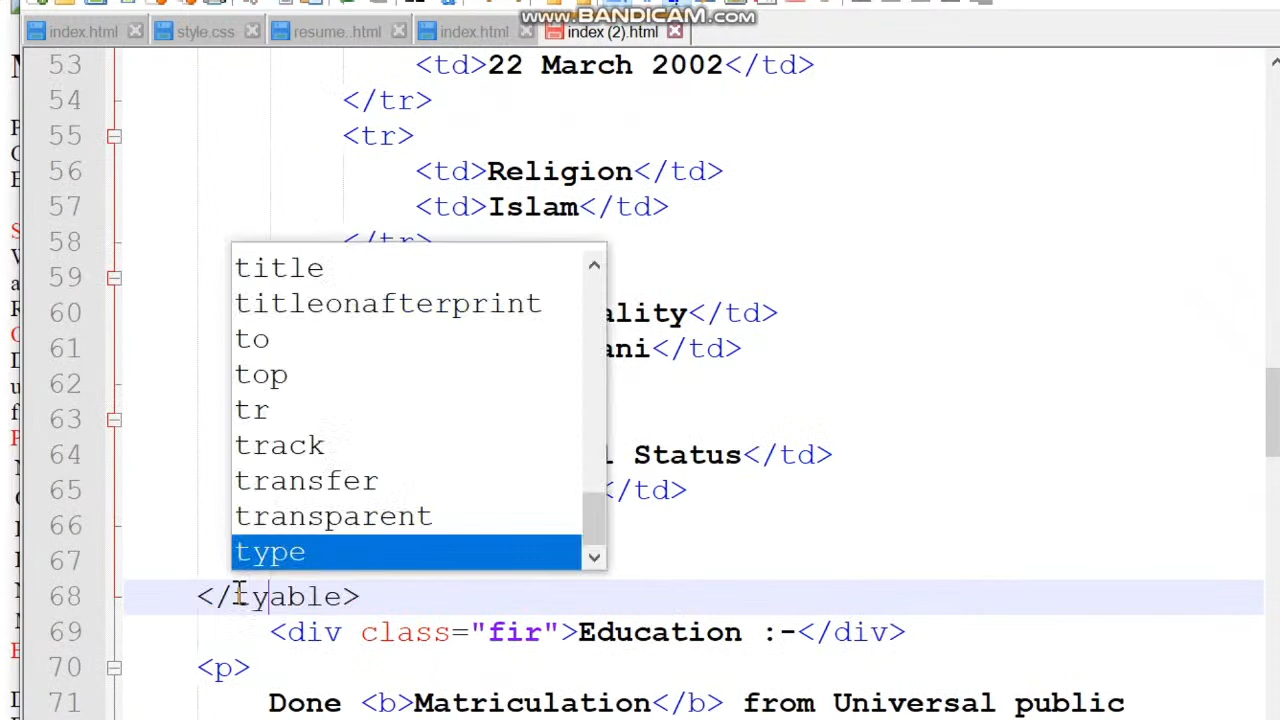 www.BANDICAM.com
index.html style.css resume..html index.html index (2).html
53 <td>22 March 2002</td>
54 </tr>
55 <tr>
56 <td>Religion</td>
57 <td>Islam</td>
58 </tr>
59
60 ality</td>
61 ani</td>
62
63
64 l Status</td>
65 </td>
66
67
title
titleonafterprint
to
top
tr
track
transfer
transparent
type
68 </tyable>
69 <div class="fir">Education :-</div>
70 <p>
71 Done <b>Matriculation</b> from Universal public